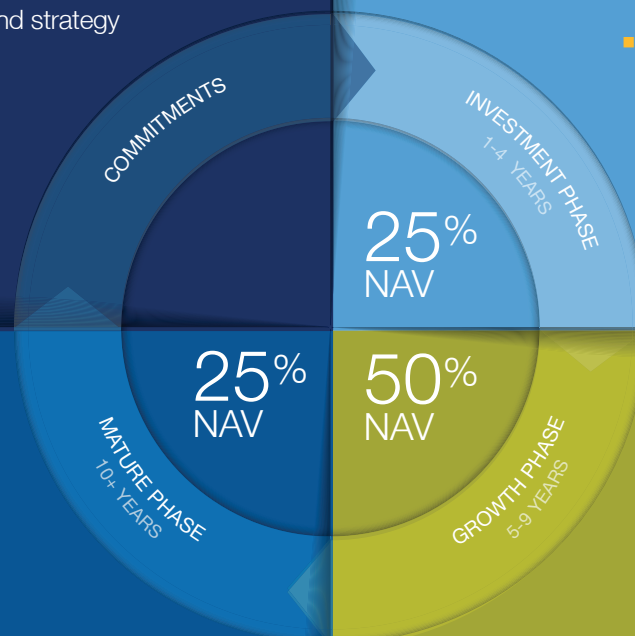 nd strategy
COMMITMENTS
INVESTMENT PHASE
1-4 YEARS
25%
NAV
25%
NAV
50%
NAV
MATURE PHASE
10+ YEARS
GROWTH PHASE
5-9 YEARS